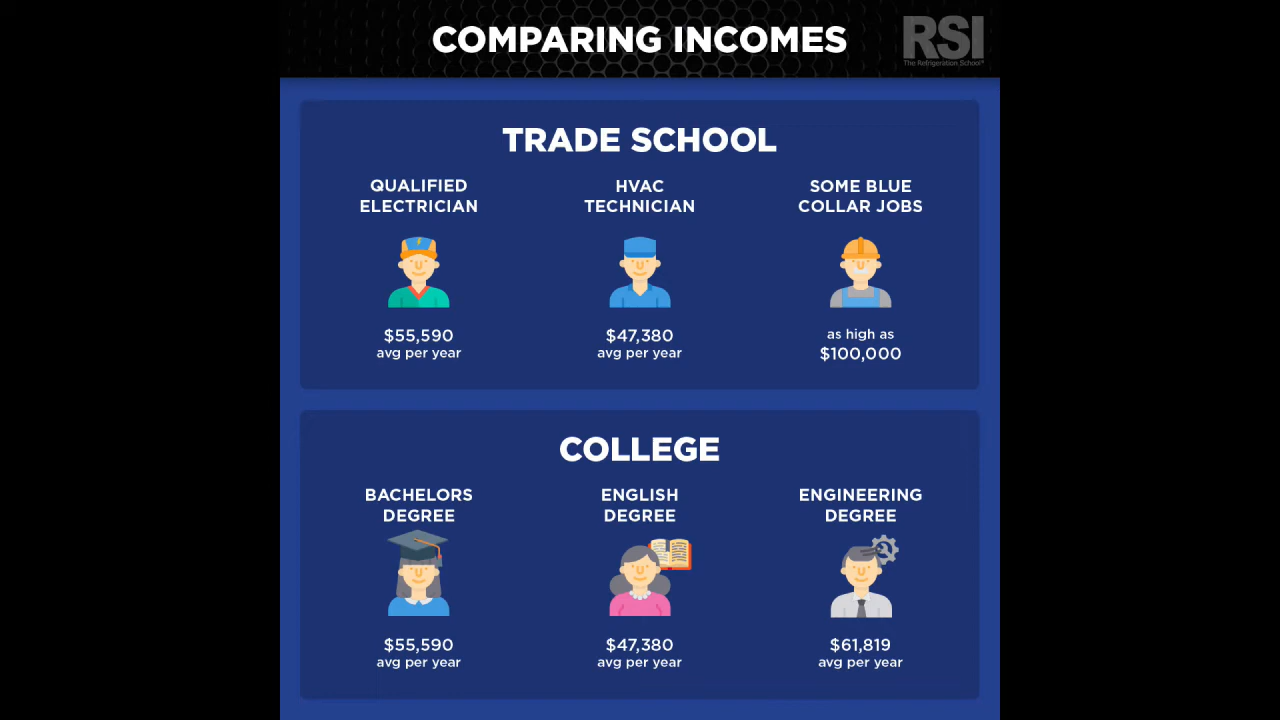 COMPARING INCOMES
RSI
The Refrigeration School
TRADE SCHOOL
QUALIFIED
ELECTRICIAN
$55,590
avg per year
HVAC
TECHNICIAN
$47,380
avg per year
SOME BLUE
COLLAR JOBS
as high as
$100,000
COLLEGE
BACHELORS
DEGREE
$55,590
avg per year
ENGLISH
DEGREE
$47,380
avg per year
ENGINEERING
DEGREE
$61,819
avg per year